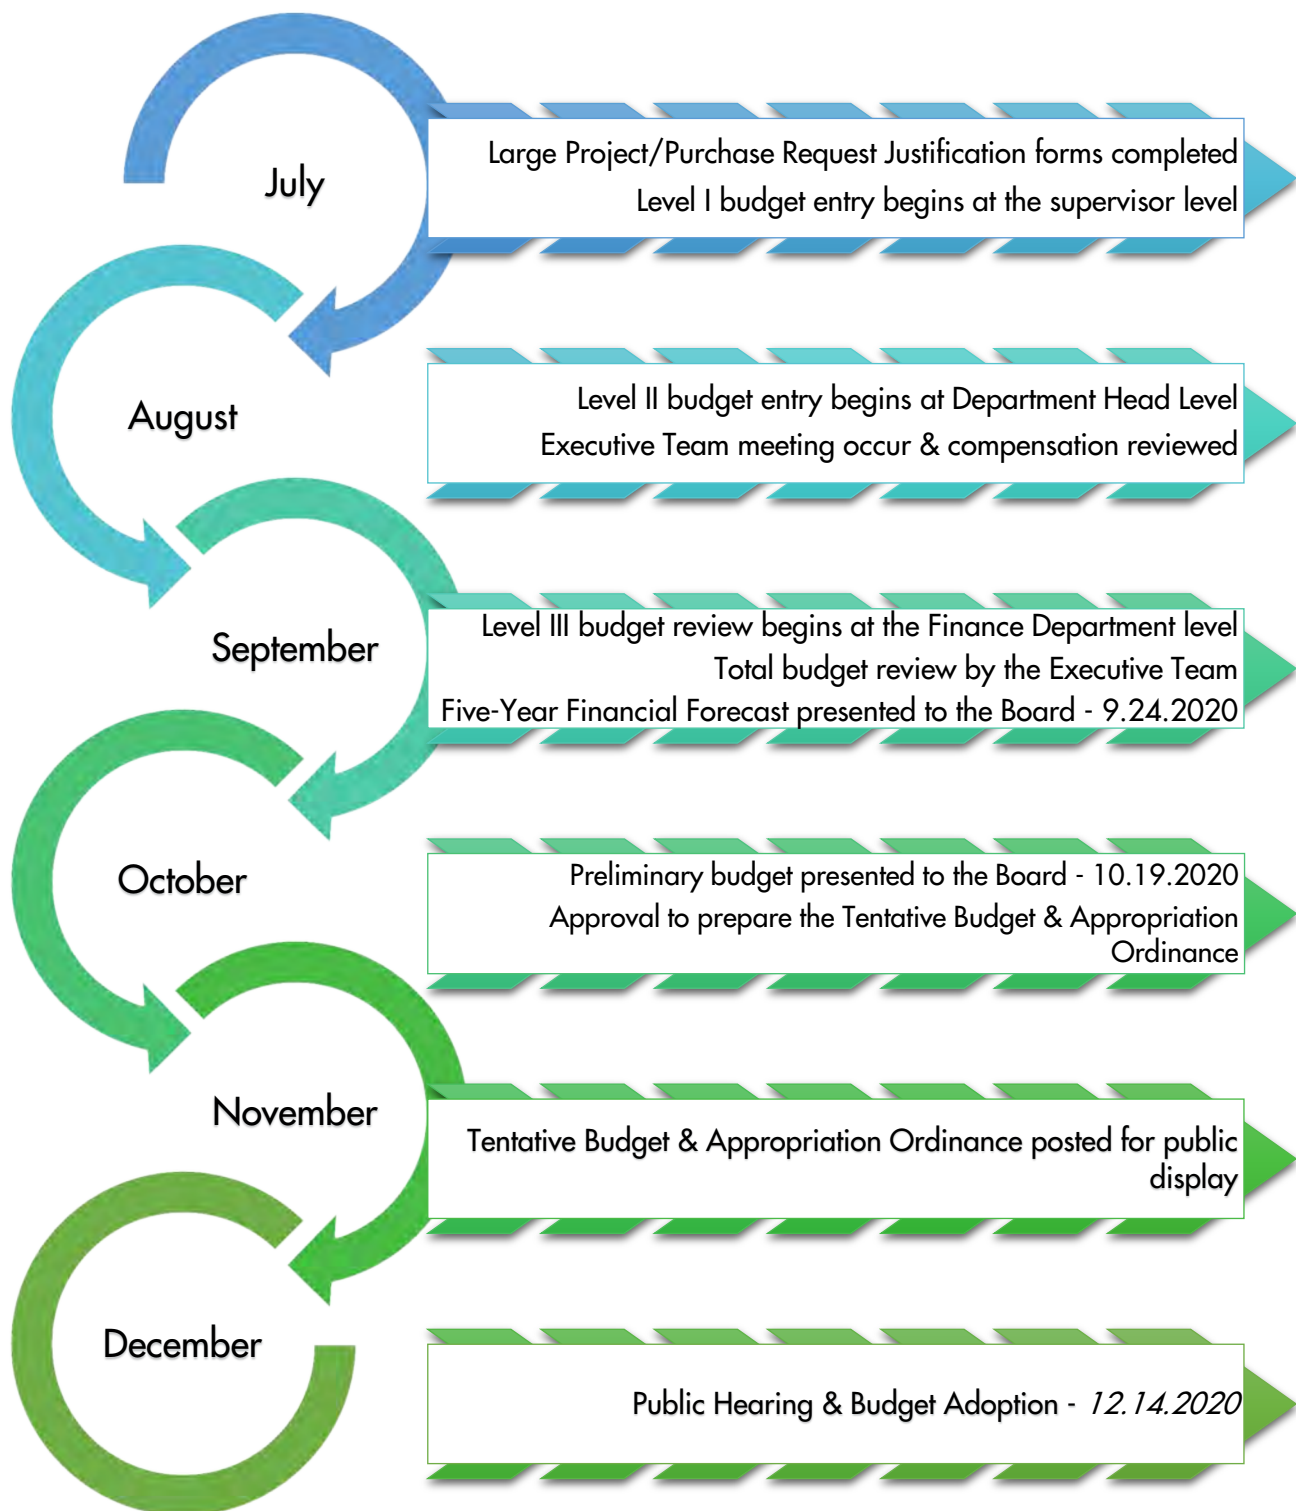 July
Large Project/Purchase Request Justification forms completed
Level I budget entry begins at the supervisor level
August
Level II budget entry begins at Department Head Level
Executive Team meeting occur & compensation reviewed
September
Level III budget review begins at the Finance Department level
Total budget review by the Executive Team
Five-Year Financial Forecast presented to the Board - 9.24.2020
October
Preliminary budget presented to the Board - 10.19.2020
Approval to prepare the Tentative Budget & Appropriation
Ordinance
November
Tentative Budget & Appropriation Ordinance posted for public
display
December
Public Hearing & Budget Adoption - 12.14.2020